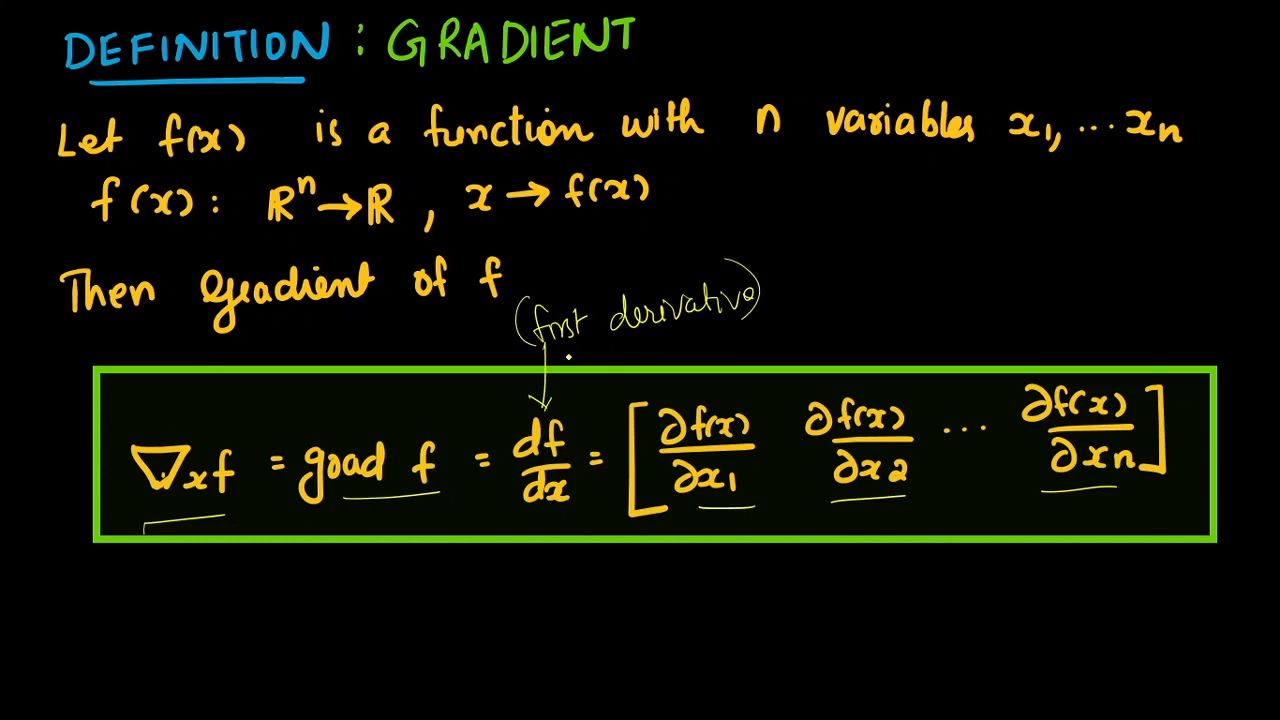 DEFINITION : GRADIENT
Let f(x) is a function with n variables x₁, ... xₙ
f(x) : ℝⁿ → ℝ , x → f(x)
Then Gradient of f
(first derivative)
∇ₓf = grad f = df/dx = [ ∂f(x)/∂x₁ ∂f(x)/∂x₂ ... ∂f(x)/∂xₙ ]